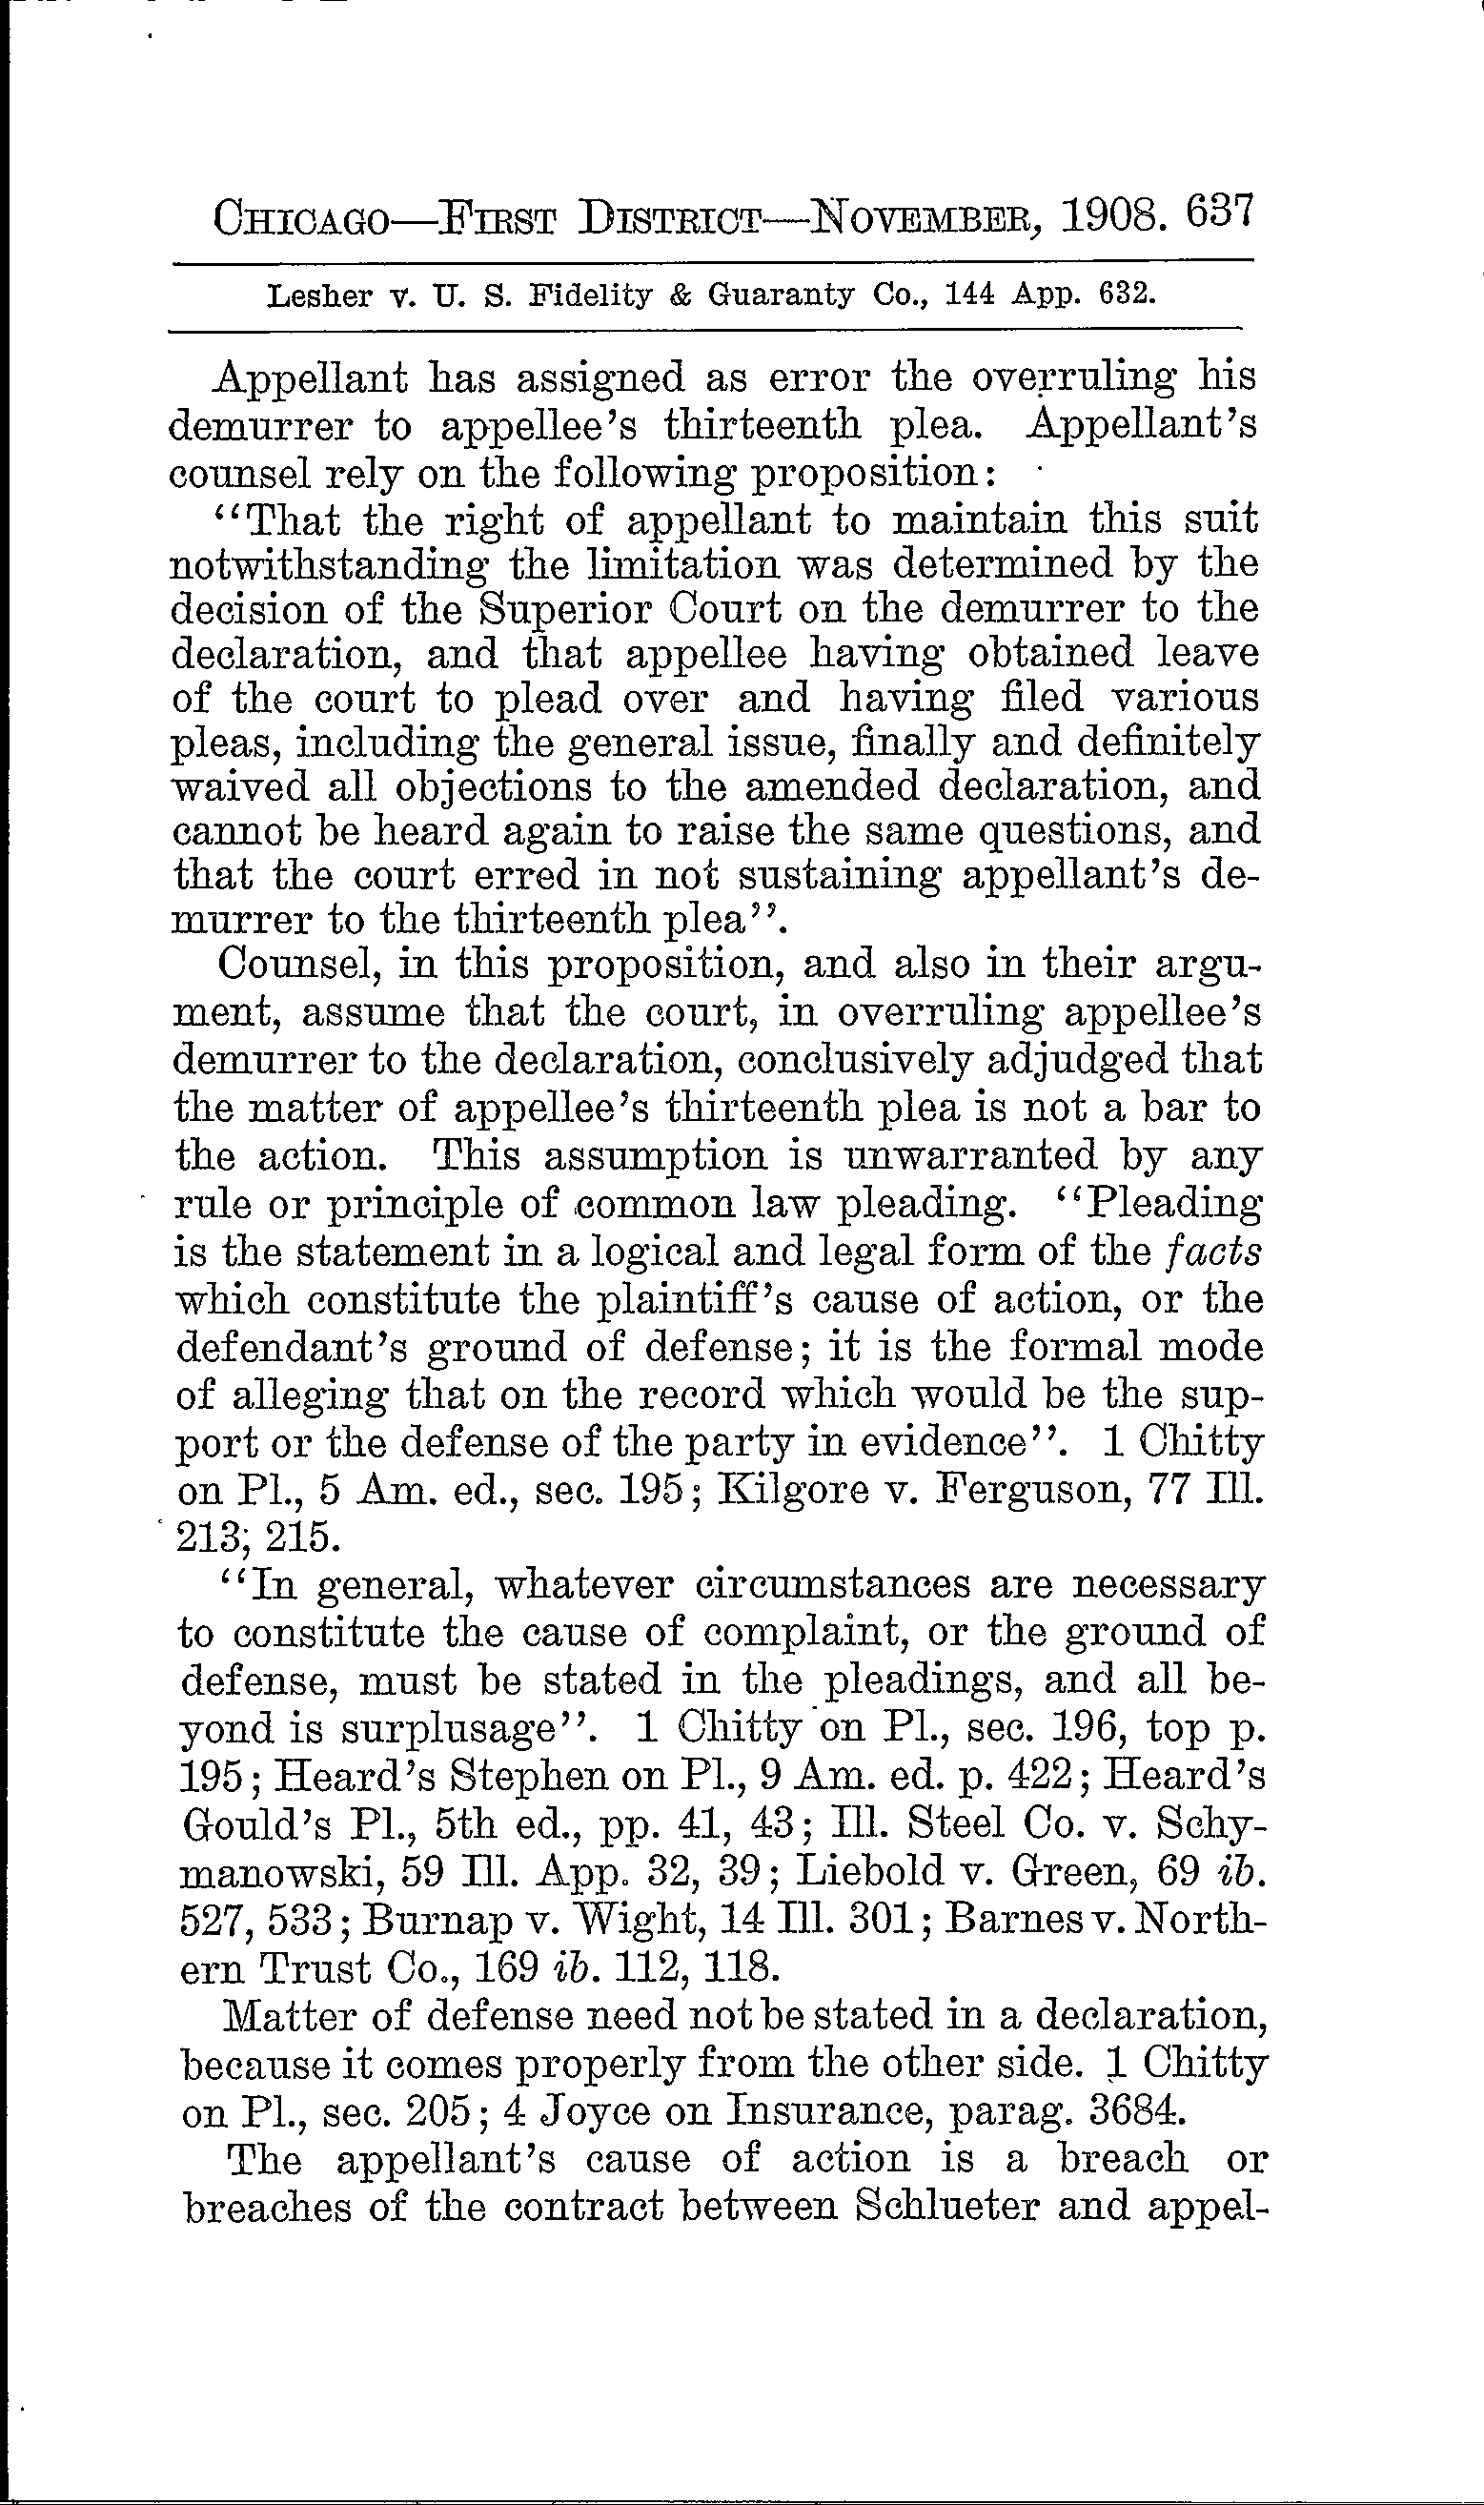 CHICAGO—FIRST DISTRICT—NOVEMBER, 1908. 637
Lesher v. U. S. Fidelity & Guaranty Co., 144 App. 632.
Appellant has assigned as error the overruling his
demurrer to appellee's thirteenth plea. Appellant's
counsel rely on the following proposition:
"That the right of appellant to maintain this suit
notwithstanding the limitation was determined by the
decision of the Superior Court on the demurrer to the
declaration, and that appellee having obtained leave
of the court to plead over and having filed various
pleas, including the general issue, finally and definitely
waived all objections to the amended declaration, and
cannot be heard again to raise the same questions, and
that the court erred in not sustaining appellant's de-
murrer to the thirteenth plea".
Counsel, in this proposition, and also in their argu-
ment, assume that the court, in overruling appellee's
demurrer to the declaration, conclusively adjudged that
the matter of appellee's thirteenth plea is not a bar to
the action. This assumption is unwarranted by any
rule or principle of common law pleading. "Pleading
is the statement in a logical and legal form of the facts
which constitute the plaintiff's cause of action, or the
defendant's ground of defense; it is the formal mode
of alleging that on the record which would be the sup-
port or the defense of the party in evidence". 1 Chitty
on Pl., 5 Am. ed., sec. 195; Kilgore v. Ferguson, 77 Ill.
213; 215.
"In general, whatever circumstances are necessary
to constitute the cause of complaint, or the ground of
defense, must be stated in the pleadings, and all be-
yond is surplusage". 1 Chitty on Pl., sec. 196, top p.
195; Heard's Stephen on Pl., 9 Am. ed. p. 422; Heard's
Gould's Pl., 5th ed., pp. 41, 43; Ill. Steel Co. v. Schy-
manowski, 59 Ill. App. 32, 39; Liebold v. Green, 69 ib.
527, 533; Burnap v. Wight, 14 Ill. 301; Barnes v. North-
ern Trust Co., 169 ib. 112, 118.
Matter of defense need not be stated in a declaration,
because it comes properly from the other side. 1 Chitty
on Pl., sec. 205; 4 Joyce on Insurance, parag. 3684.
The appellant's cause of action is a breach or
breaches of the contract between Schlueter and appel-